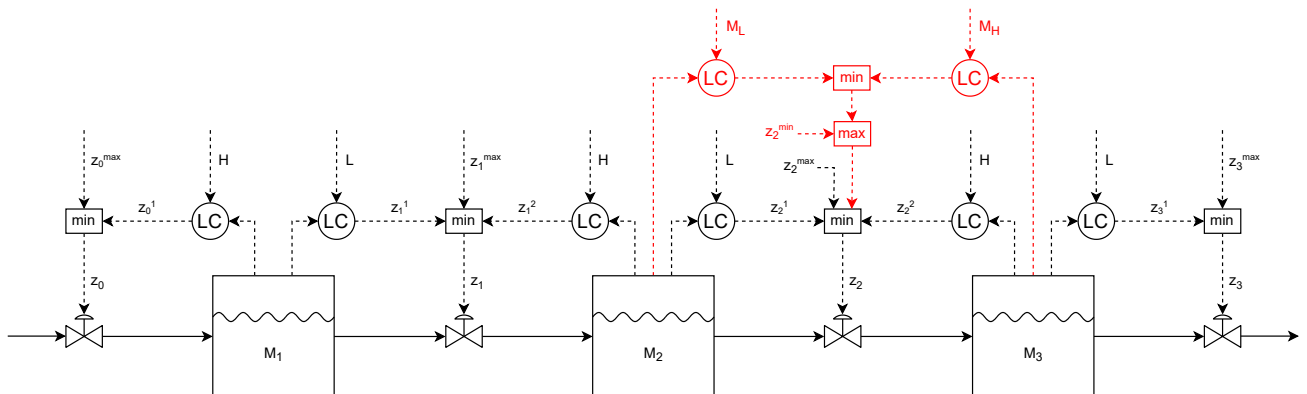 M_L
M_H
LC
min
LC
z_2^min
max
z_0^max
H
L
z_1^max
H
L
z_2^max
H
L
z_3^max
min
z_0^1
LC
LC
z_1^1
min
z_1^2
LC
LC
z_2^1
min
z_2^2
LC
LC
z_3^1
min
z_0
z_1
z_2
z_3
M_1
M_2
M_3